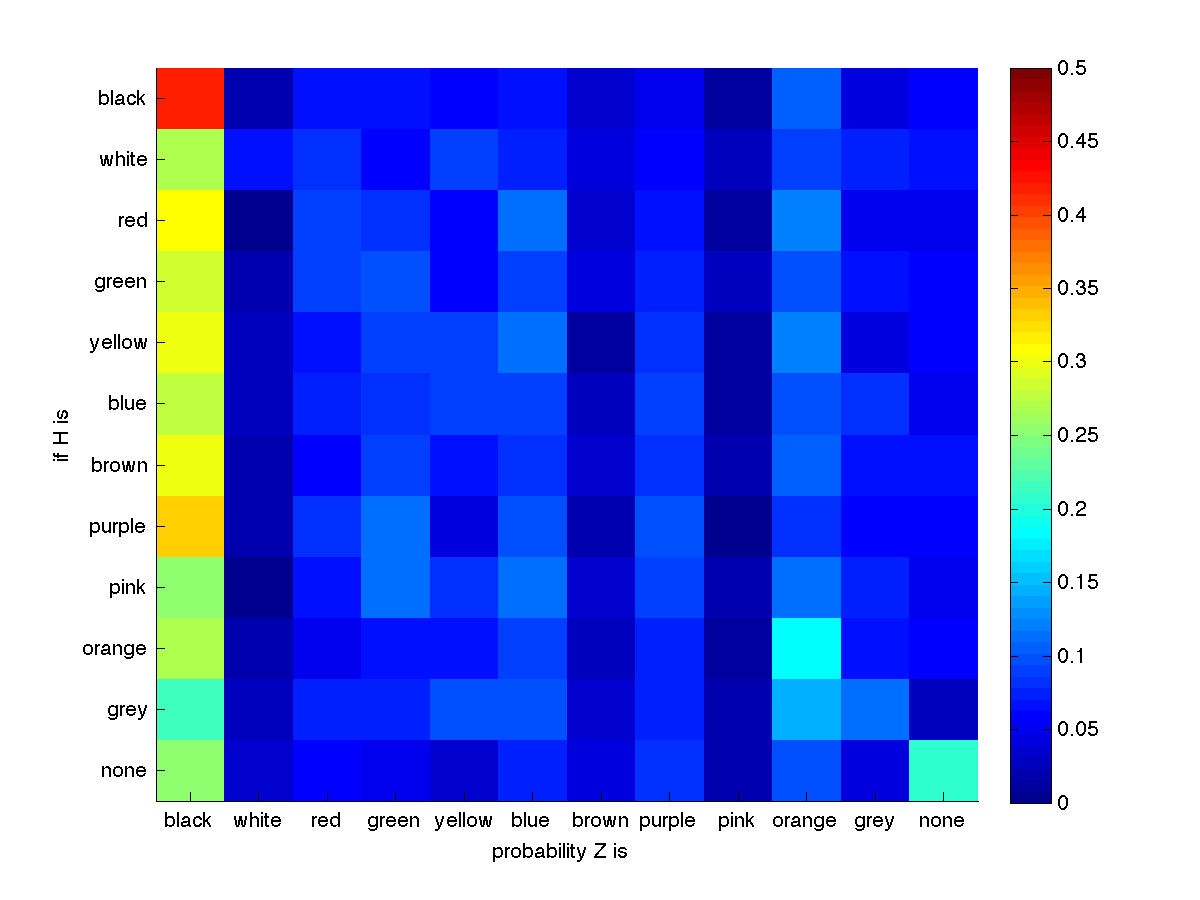 black
white
red
green
yellow
blue
brown
purple
pink
orange
grey
none
if H is
black white red green yellow blue brown purple pink orange grey none
probability Z is
0.5
0.45
0.4
0.35
0.3
0.25
0.2
0.15
0.1
0.05
0